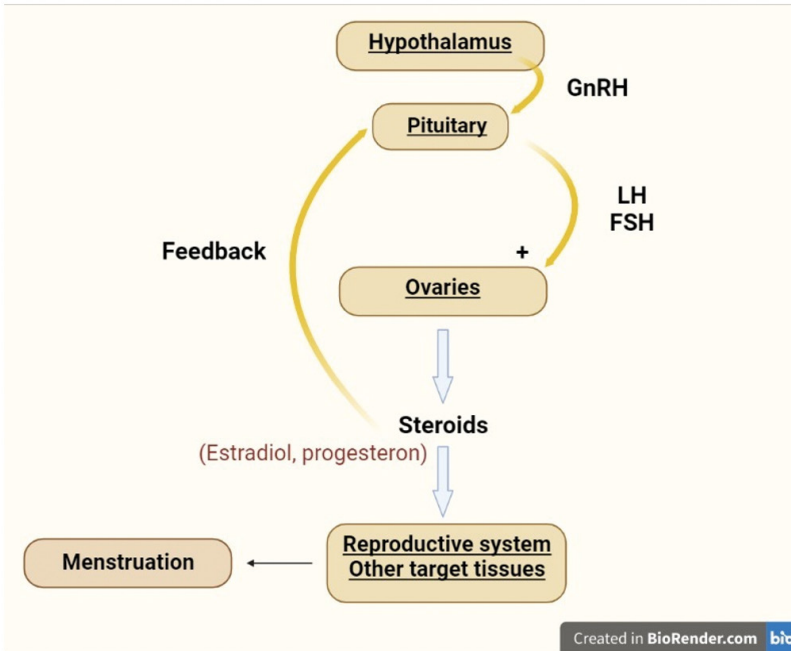 Hypothalamus
GnRH
Pituitary
LH
FSH
Feedback
+
Ovaries
Steroids
(Estradiol, progesteron)
Reproductive system
Other target tissues
Menstruation
Created in BioRender.com